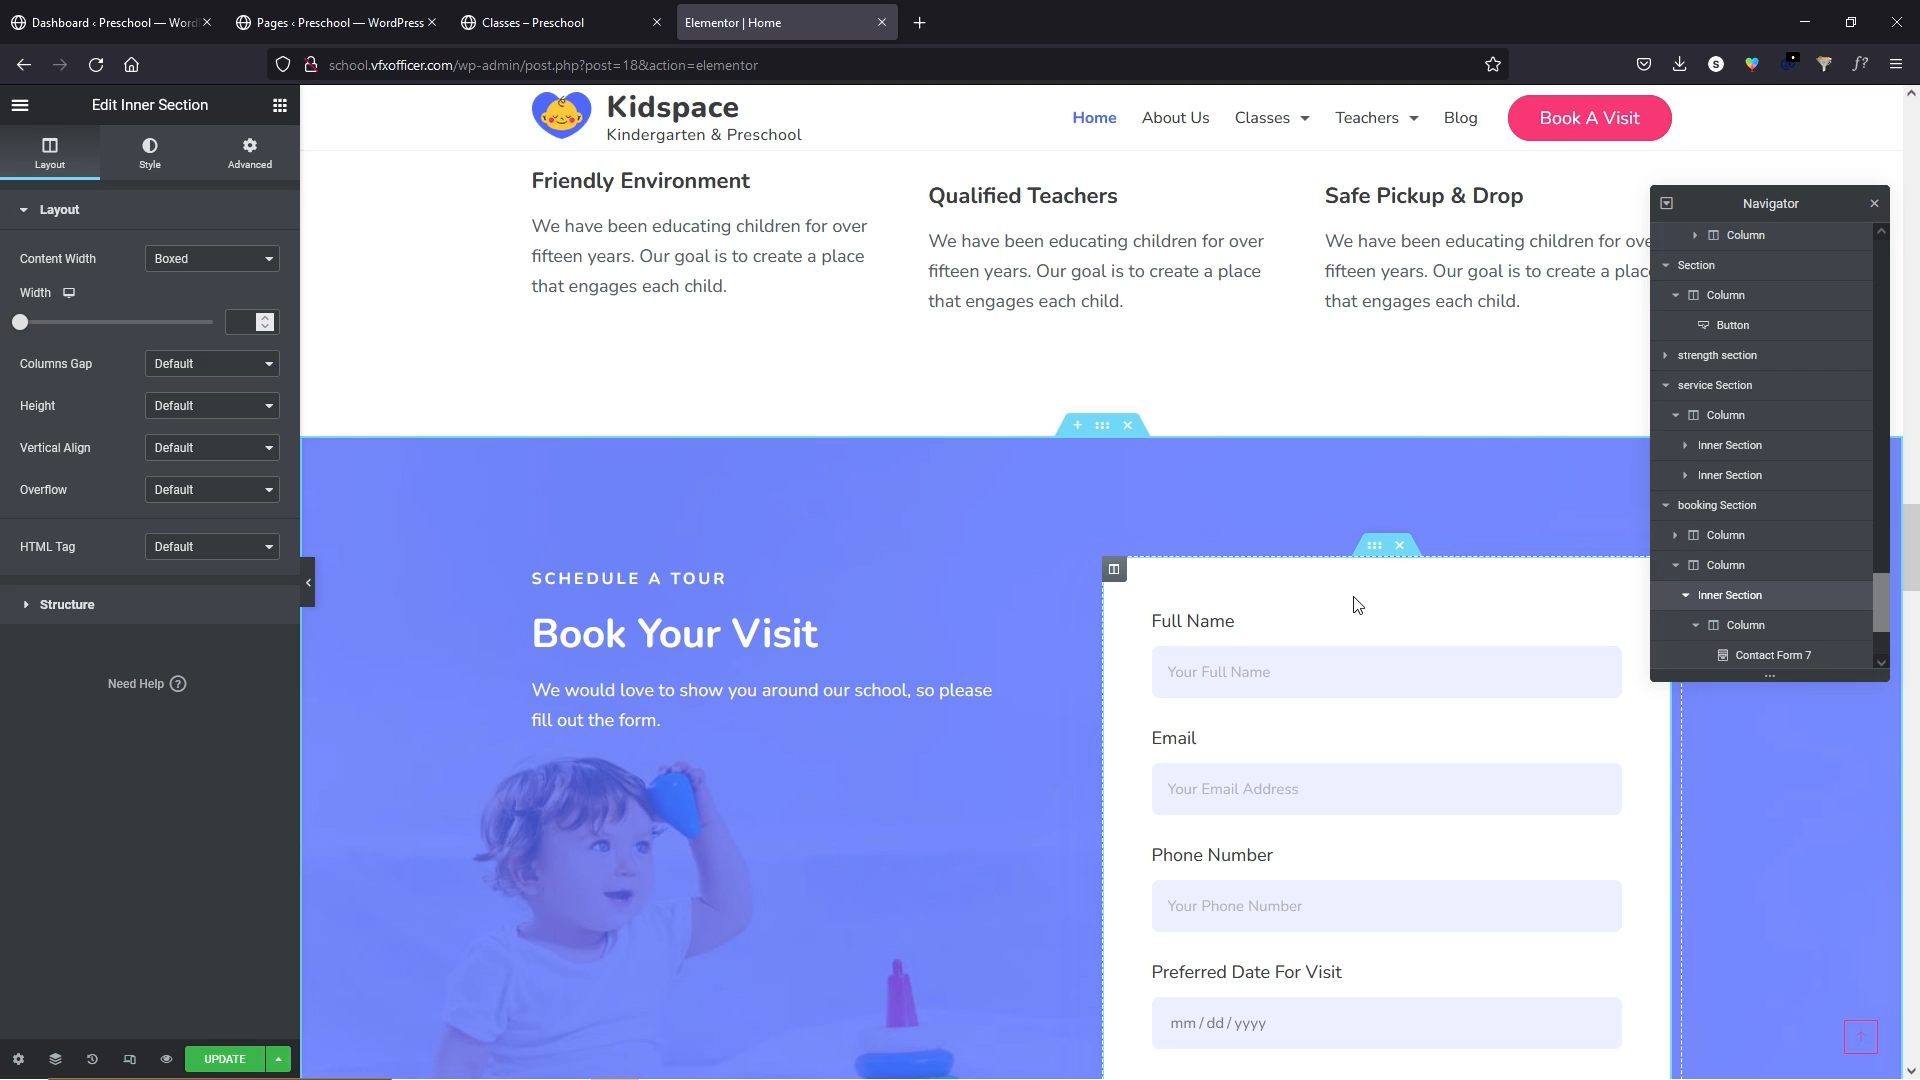 Dashboard ‹ Preschool — Word
Pages ‹ Preschool — WordPress
Classes – Preschool
Elementor | Home
school.vfxofficer.com/wp-admin/post.php?post=18&action=elementor
Edit Inner Section
Layout
Style
Advanced
Layout
Content Width
Boxed
Width
Columns Gap
Default
Height
Default
Vertical Align
Default
Overflow
Default
HTML Tag
Default
Structure
Need Help ?
UPDATE
Kidspace
Kindergarten & Preschool
Home
About Us
Classes
Teachers
Blog
Book A Visit
Friendly Environment
We have been educating children for over
fifteen years. Our goal is to create a place
that engages each child.
Qualified Teachers
We have been educating children for over
fifteen years. Our goal is to create a place
that engages each child.
Safe Pickup & Drop
We have been educating children for ove
fifteen years. Our goal is to create a plac
that engages each child.
SCHEDULE A TOUR
Book Your Visit
We would love to show you around our school, so please
fill out the form.
Full Name
Your Full Name
Email
Your Email Address
Phone Number
Your Phone Number
Preferred Date For Visit
mm / dd / yyyy
Navigator
Column
Section
Column
Button
strength section
service Section
Column
Inner Section
Inner Section
booking Section
Column
Column
Inner Section
Column
Contact Form 7